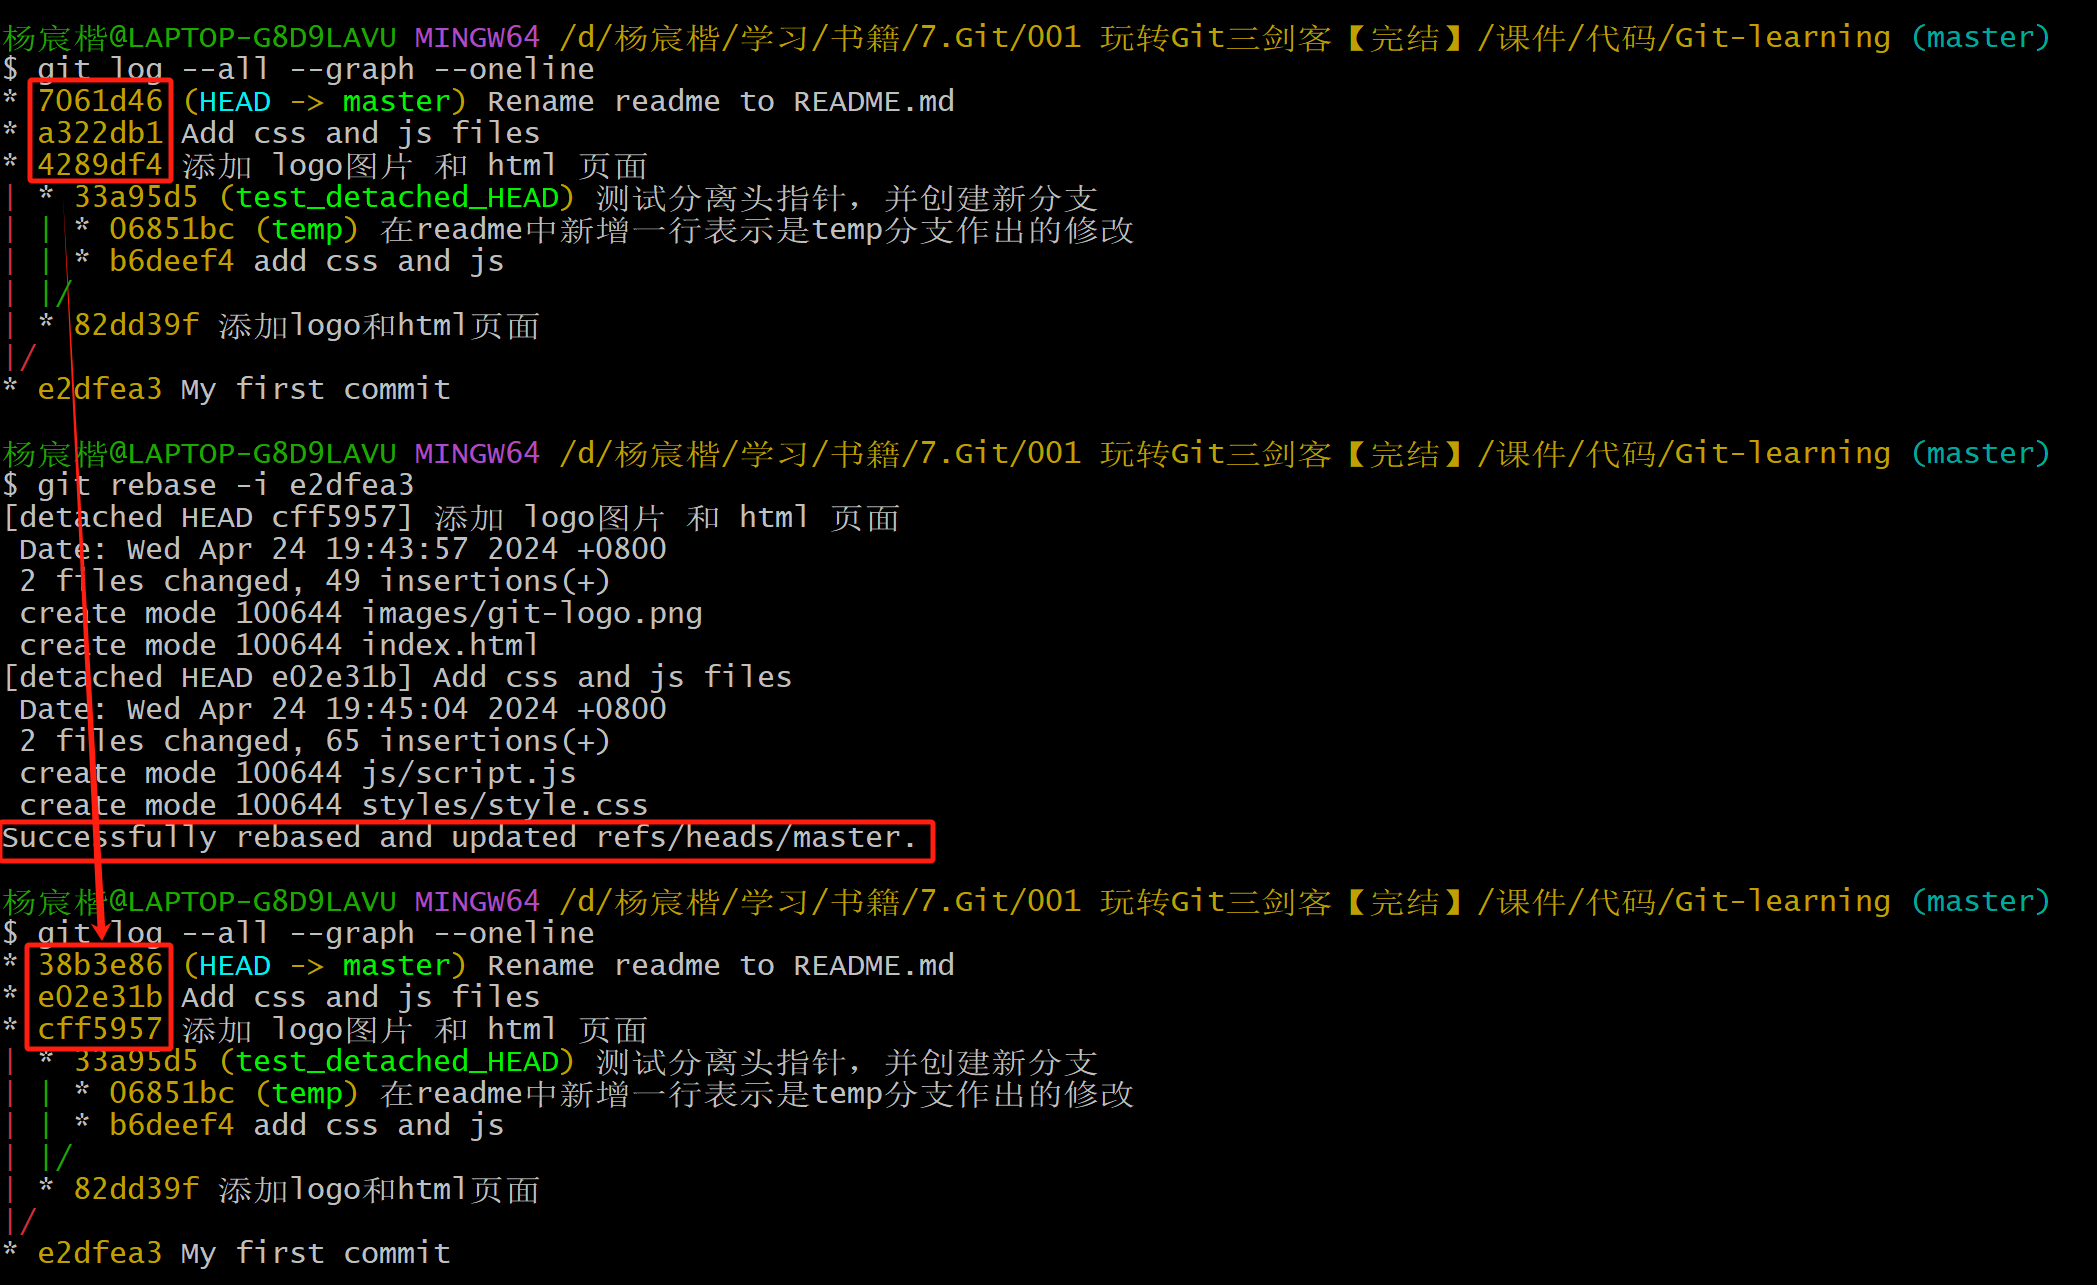 杨宸楷@LAPTOP-G8D9LAVU MINGW64 /d/杨宸楷/学习/书籍/7.Git/001 玩转Git三剑客【完结】/课件/代码/Git-learning (master)
$ git log --all --graph --oneline
* 7061d46 (HEAD -> master) Rename readme to README.md
* a322db1 Add css and js files
* 4289df4 添加 logo图片 和 html 页面
| * 33a95d5 (test_detached_HEAD) 测试分离头指针，并创建新分支
| | * 06851bc (temp) 在readme中新增一行表示是temp分支作出的修改
| | * b6deef4 add css and js
| |/
| * 82dd39f 添加logo和html页面
|/
* e2dfea3 My first commit
杨宸楷@LAPTOP-G8D9LAVU MINGW64 /d/杨宸楷/学习/书籍/7.Git/001 玩转Git三剑客【完结】/课件/代码/Git-learning (master)
$ git rebase -i e2dfea3
[detached HEAD cff5957] 添加 logo图片 和 html 页面
 Date: Wed Apr 24 19:43:57 2024 +0800
 2 files changed, 49 insertions(+)
 create mode 100644 images/git-logo.png
 create mode 100644 index.html
[detached HEAD e02e31b] Add css and js files
 Date: Wed Apr 24 19:45:04 2024 +0800
 2 files changed, 65 insertions(+)
 create mode 100644 js/script.js
 create mode 100644 styles/style.css
Successfully rebased and updated refs/heads/master.
杨宸楷@LAPTOP-G8D9LAVU MINGW64 /d/杨宸楷/学习/书籍/7.Git/001 玩转Git三剑客【完结】/课件/代码/Git-learning (master)
$ git log --all --graph --oneline
* 38b3e86 (HEAD -> master) Rename readme to README.md
* e02e31b Add css and js files
* cff5957 添加 logo图片 和 html 页面
| * 33a95d5 (test_detached_HEAD) 测试分离头指针，并创建新分支
| | * 06851bc (temp) 在readme中新增一行表示是temp分支作出的修改
| | * b6deef4 add css and js
| |/
| * 82dd39f 添加logo和html页面
|/
* e2dfea3 My first commit